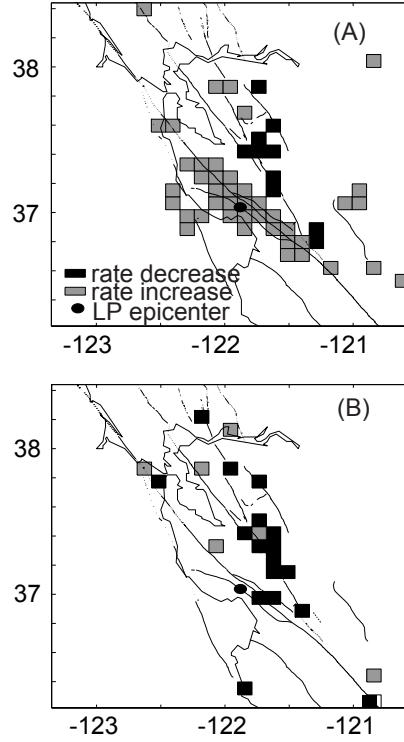 (A)
38
37
rate decrease
rate increase
LP epicenter
-123
-122
-121
(B)
38
37
-123
-122
-121